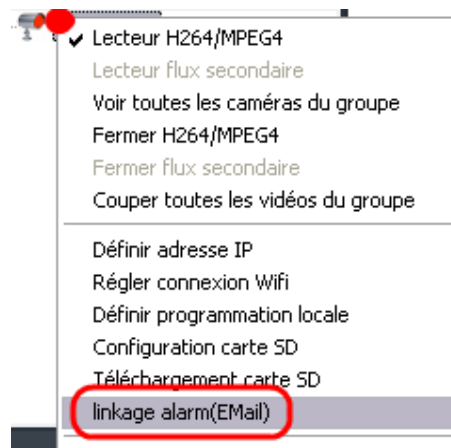 Lecteur H264/MPEG4
Lecteur flux secondaire
Voir toutes les caméras du groupe
Fermer H264/MPEG4
Fermer flux secondaire
Couper toutes les vidéos du groupe
Définir adresse IP
Régler connexion Wifi
Définir programmation locale
Configuration carte SD
Téléchargement carte SD
linkage alarm(EMail)